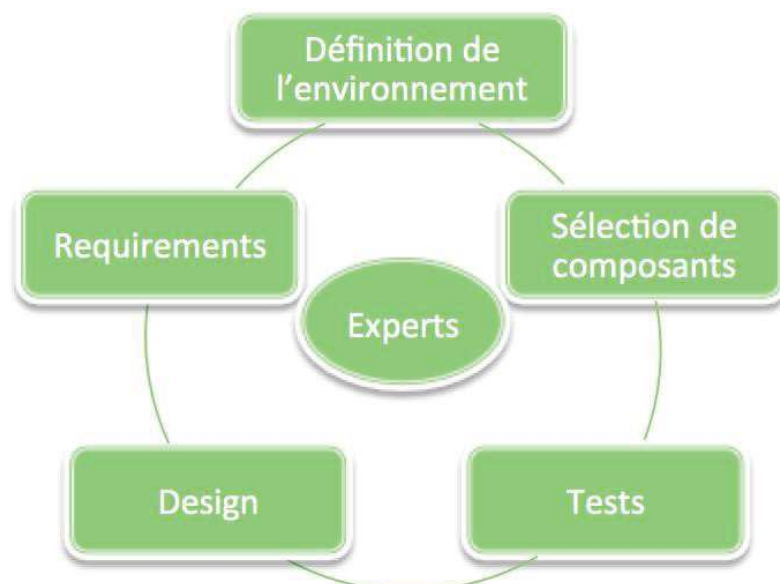 Définition de
l’environnement
Requirements
Sélection de
composants
Experts
Design
Tests